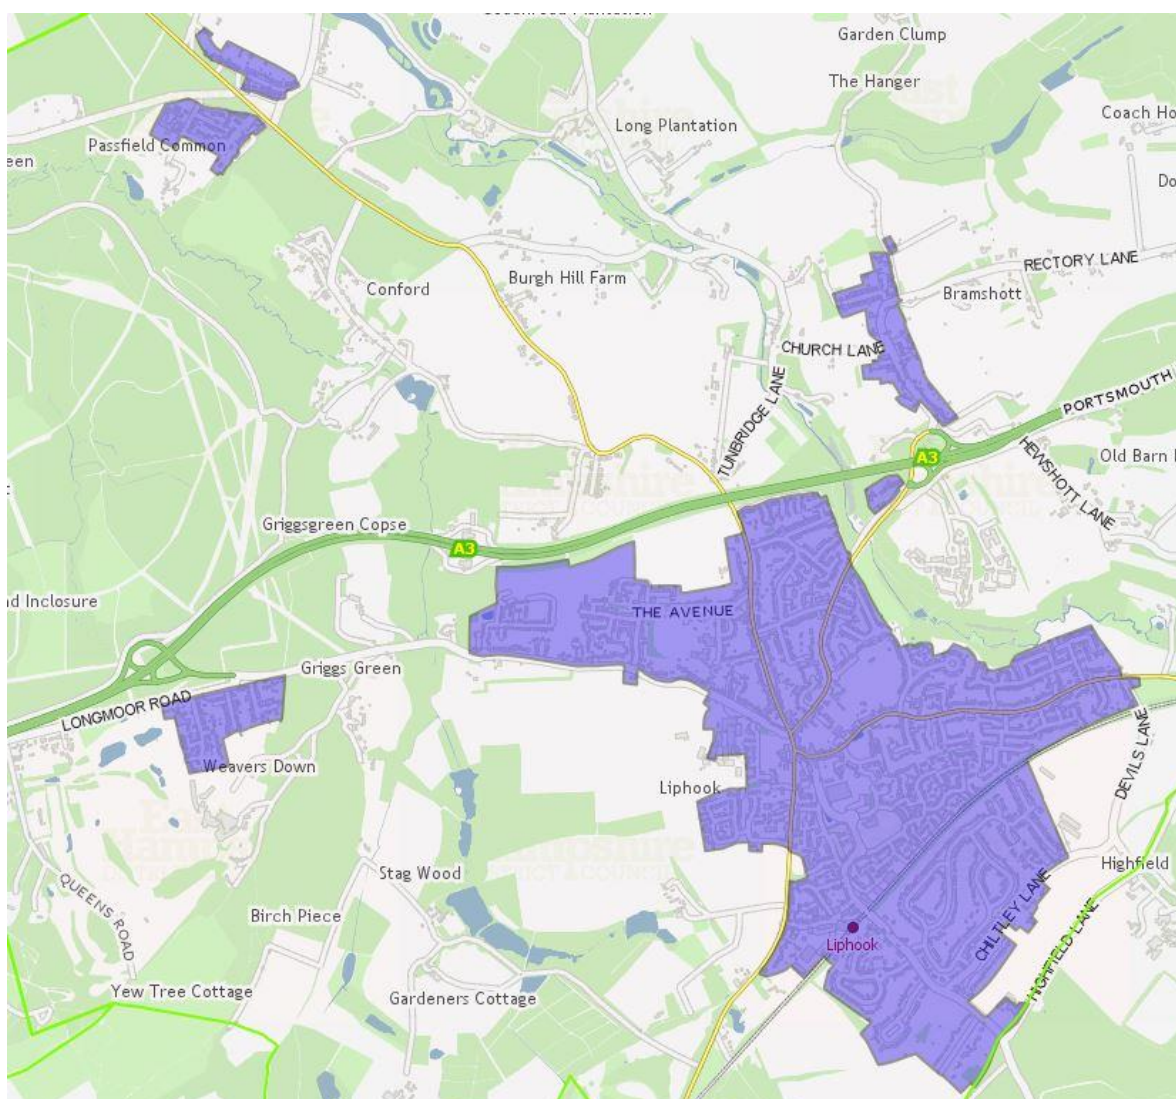 Garden Clump
The Hanger
Coach Ho
Long Plantation
Passfield Common
een
Do
RECTORY LANE
Burgh Hill Farm
Conford
Bramshott
CHURCH LANE
TUNBRIDGE LANE
PORTSMOUTH
A3
HEWSHOTT LANE
Old Barn
Griggsgreen Copse
A3
nd Inclosure
THE AVENUE
Griggs Green
LONGMOOR ROAD
Weavers Down
DEVILS LANE
Liphook
Stag Wood
Highfield
QUEENS ROAD
Birch Piece
CHILTLEY LANE
Liphook
HIGHFIELD LANE
Yew Tree Cottage
Gardeners Cottage